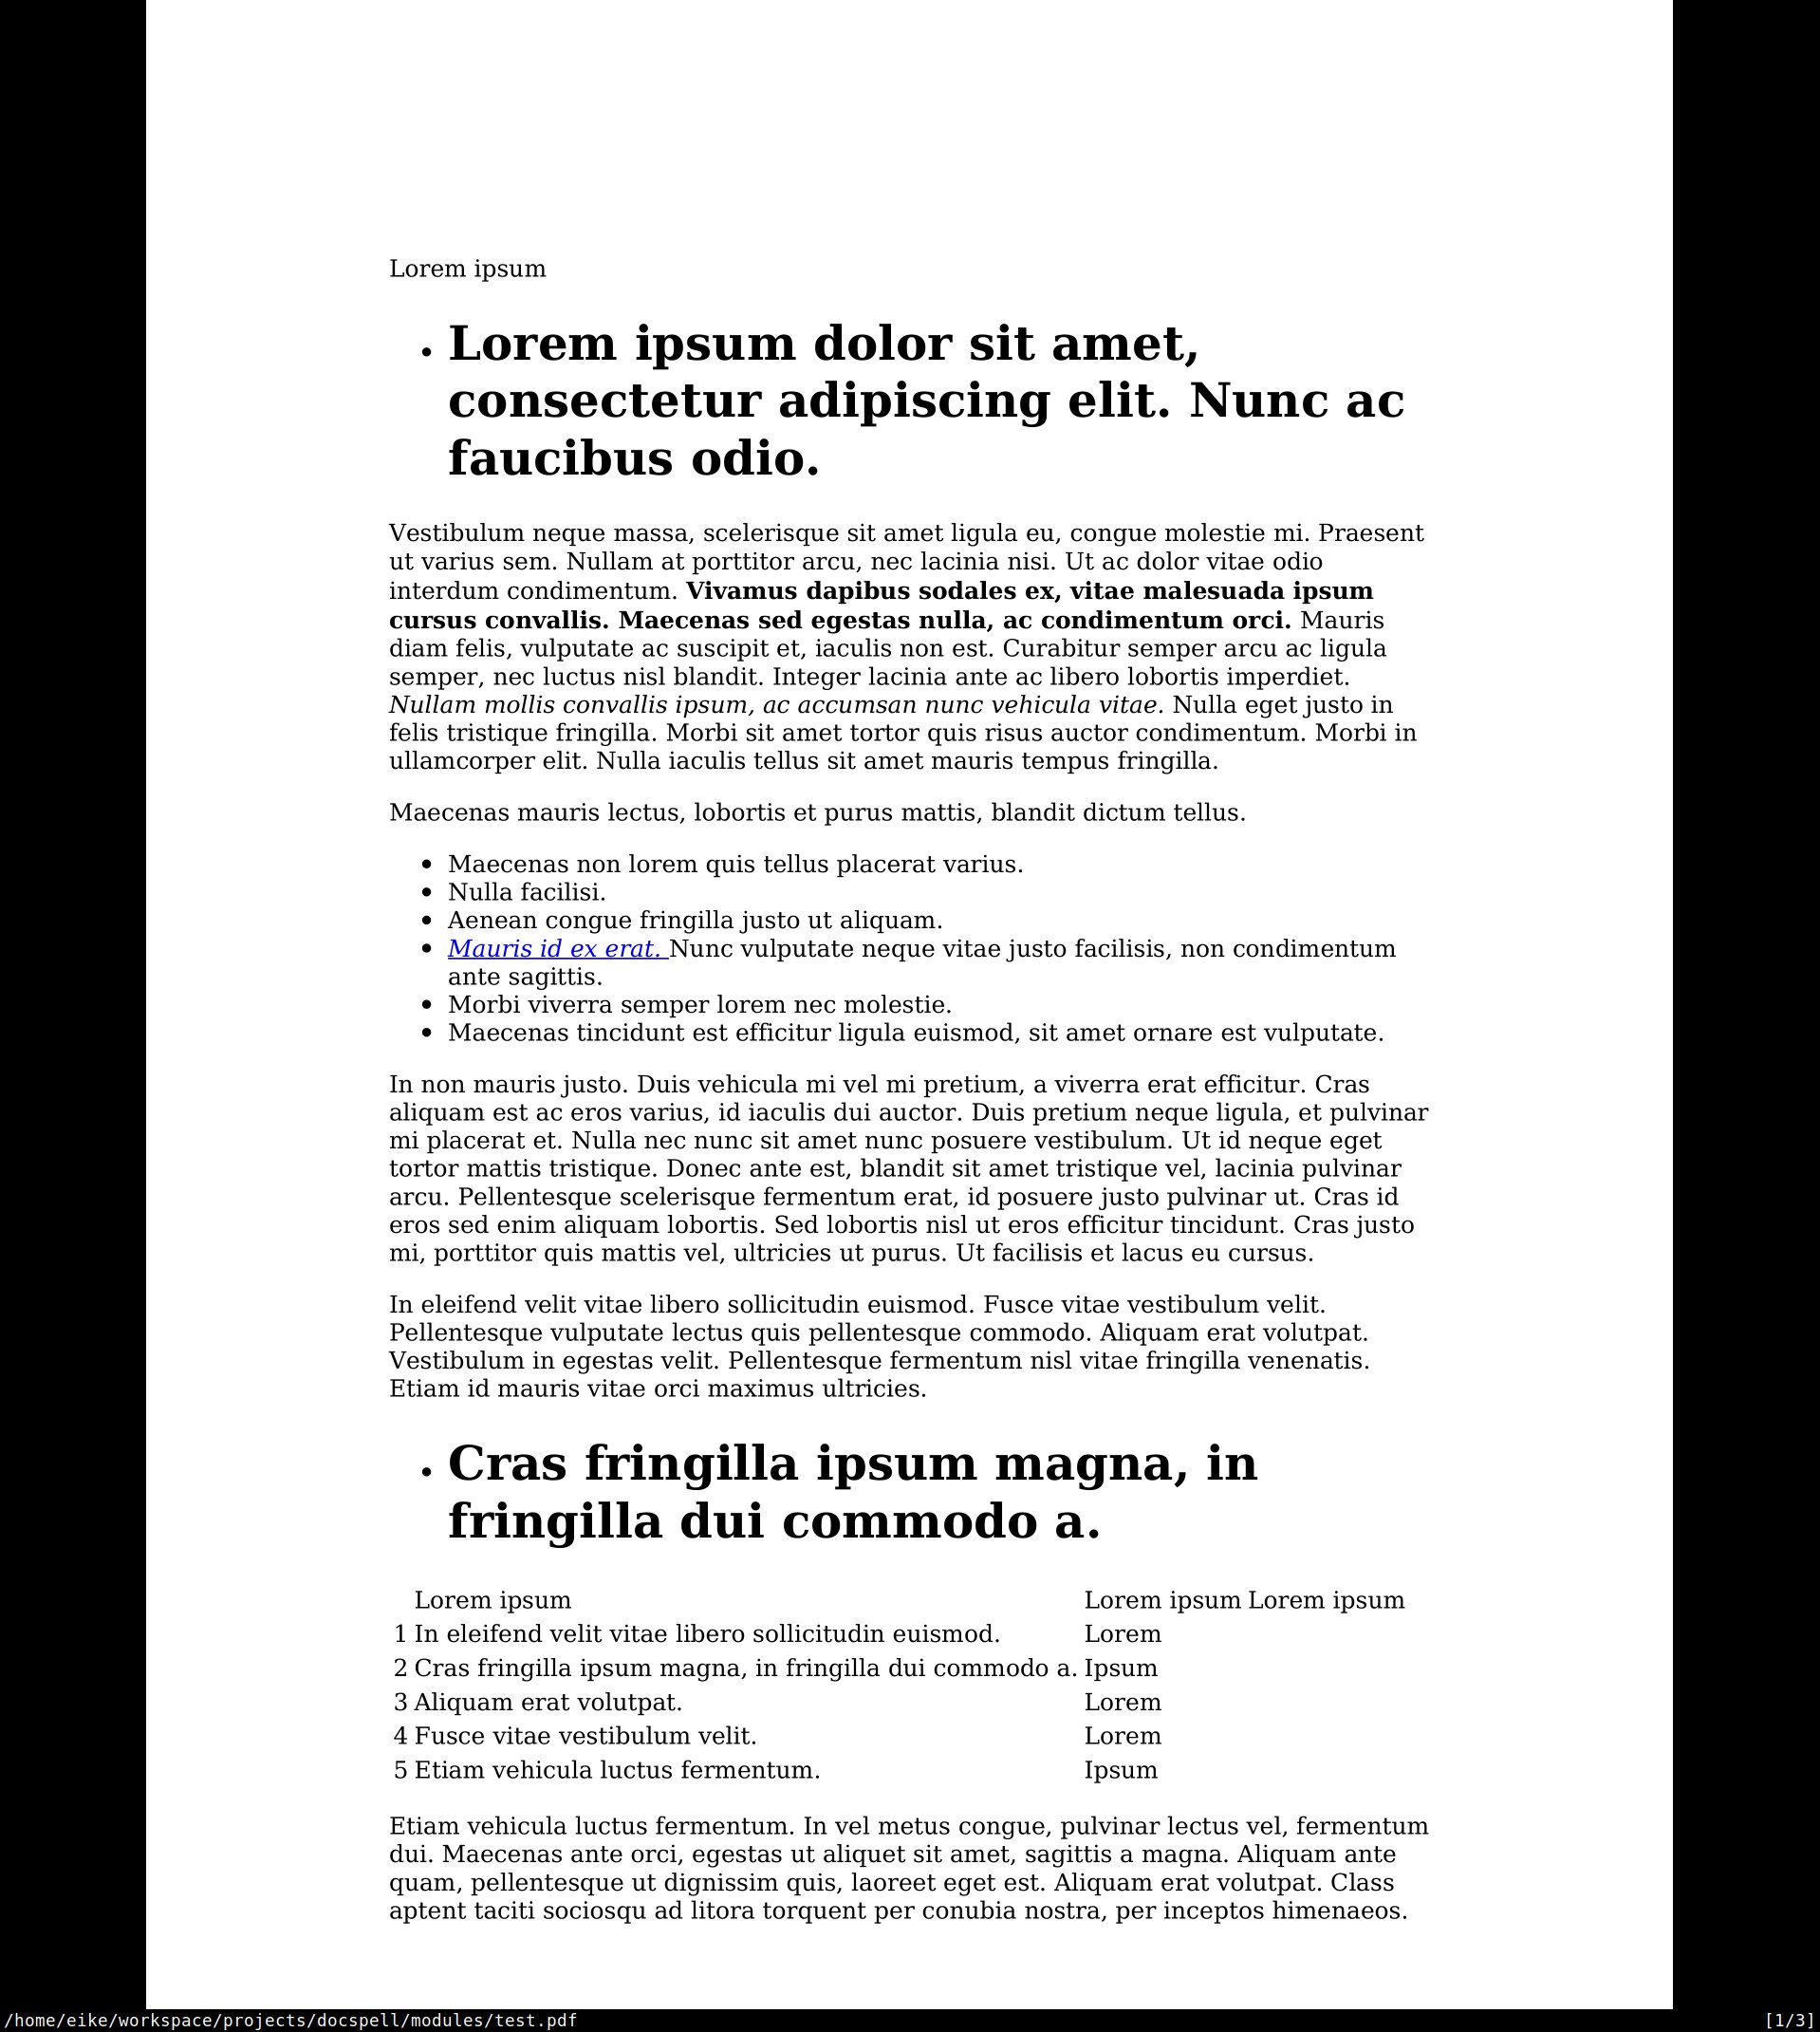 Lorem ipsum
• Lorem ipsum dolor sit amet,
consectetur adipiscing elit. Nunc ac
faucibus odio.
Vestibulum neque massa, scelerisque sit amet ligula eu, congue molestie mi. Praesent
ut varius sem. Nullam at porttitor arcu, nec lacinia nisi. Ut ac dolor vitae odio
interdum condimentum. Vivamus dapibus sodales ex, vitae malesuada ipsum
cursus convallis. Maecenas sed egestas nulla, ac condimentum orci. Mauris
diam felis, vulputate ac suscipit et, iaculis non est. Curabitur semper arcu ac ligula
semper, nec luctus nisl blandit. Integer lacinia ante ac libero lobortis imperdiet.
Nullam mollis convallis ipsum, ac accumsan nunc vehicula vitae. Nulla eget justo in
felis tristique fringilla. Morbi sit amet tortor quis risus auctor condimentum. Morbi in
ullamcorper elit. Nulla iaculis tellus sit amet mauris tempus fringilla.
Maecenas mauris lectus, lobortis et purus mattis, blandit dictum tellus.
• Maecenas non lorem quis tellus placerat varius.
• Nulla facilisi.
• Aenean congue fringilla justo ut aliquam.
• Mauris id ex erat. Nunc vulputate neque vitae justo facilisis, non condimentum
ante sagittis.
• Morbi viverra semper lorem nec molestie.
• Maecenas tincidunt est efficitur ligula euismod, sit amet ornare est vulputate.
In non mauris justo. Duis vehicula mi vel mi pretium, a viverra erat efficitur. Cras
aliquam est ac eros varius, id iaculis dui auctor. Duis pretium neque ligula, et pulvinar
mi placerat et. Nulla nec nunc sit amet nunc posuere vestibulum. Ut id neque eget
tortor mattis tristique. Donec ante est, blandit sit amet tristique vel, lacinia pulvinar
arcu. Pellentesque scelerisque fermentum erat, id posuere justo pulvinar ut. Cras id
eros sed enim aliquam lobortis. Sed lobortis nisl ut eros efficitur tincidunt. Cras justo
mi, porttitor quis mattis vel, ultricies ut purus. Ut facilisis et lacus eu cursus.
In eleifend velit vitae libero sollicitudin euismod. Fusce vitae vestibulum velit.
Pellentesque vulputate lectus quis pellentesque commodo. Aliquam erat volutpat.
Vestibulum in egestas velit. Pellentesque fermentum nisl vitae fringilla venenatis.
Etiam id mauris vitae orci maximus ultricies.
• Cras fringilla ipsum magna, in
fringilla dui commodo a.
Lorem ipsum Lorem ipsum Lorem ipsum
1 In eleifend velit vitae libero sollicitudin euismod. Lorem
2 Cras fringilla ipsum magna, in fringilla dui commodo a. Ipsum
3 Aliquam erat volutpat. Lorem
4 Fusce vitae vestibulum velit. Lorem
5 Etiam vehicula luctus fermentum. Ipsum
Etiam vehicula luctus fermentum. In vel metus congue, pulvinar lectus vel, fermentum
dui. Maecenas ante orci, egestas ut aliquet sit amet, sagittis a magna. Aliquam ante
quam, pellentesque ut dignissim quis, laoreet eget est. Aliquam erat volutpat. Class
aptent taciti sociosqu ad litora torquent per conubia nostra, per inceptos himenaeos.
/home/eike/workspace/projects/docspell/modules/test.pdf [1/3]